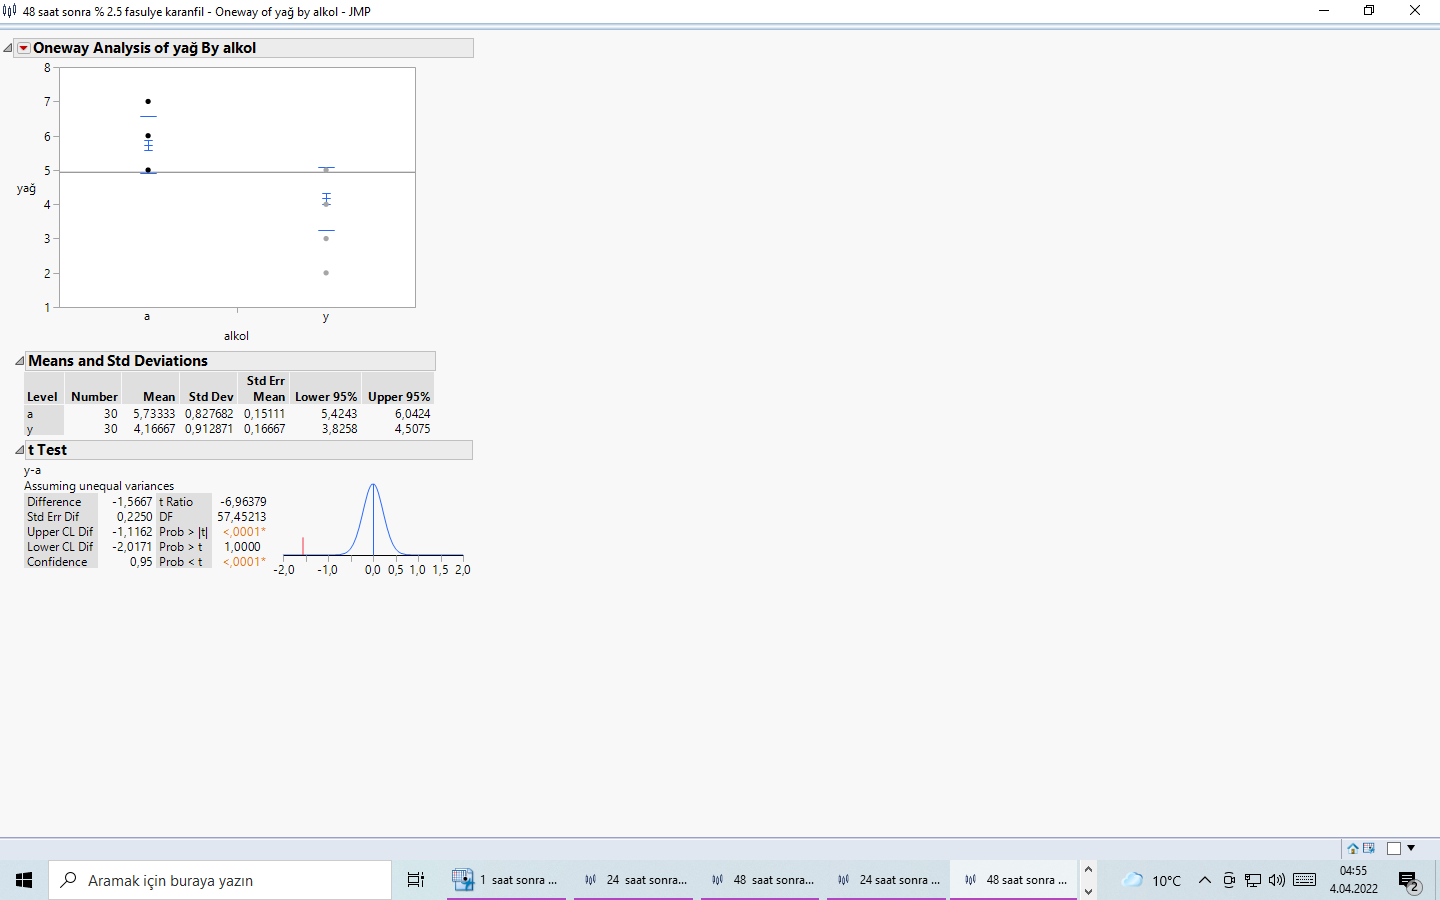 48 saat sonra % 2.5 fasulye karanfil - Oneway of yağ by alkol - JMP
Oneway Analysis of yağ By alkol
8
7
6
5
yağ
4
3
2
1
a y
alkol
Means and Std Deviations
Level Number Mean Std Dev Std Err Mean Lower 95% Upper 95%
a 30 5,73333 0,827682 0,15111 5,4243 6,0424
y 30 4,16667 0,912871 0,16667 3,8258 4,5075
t Test
y-a
Assuming unequal variances
Difference -1,5667 t Ratio -6,96379
Std Err Dif 0,2250 DF 57,45213
Upper CL Dif -1,1162 Prob > |t| <,0001*
Lower CL Dif -2,0171 Prob > t 1,0000
Confidence 0,95 Prob < t <,0001*
-2,0 -1,0 0,0 0,5 1,0 1,5 2,0
Aramak için buraya yazın
1 saat sonra ...
24 saat sonra...
48 saat sonra...
24 saat sonra ...
48 saat sonra ...
10°C
04:55
4.04.2022
2